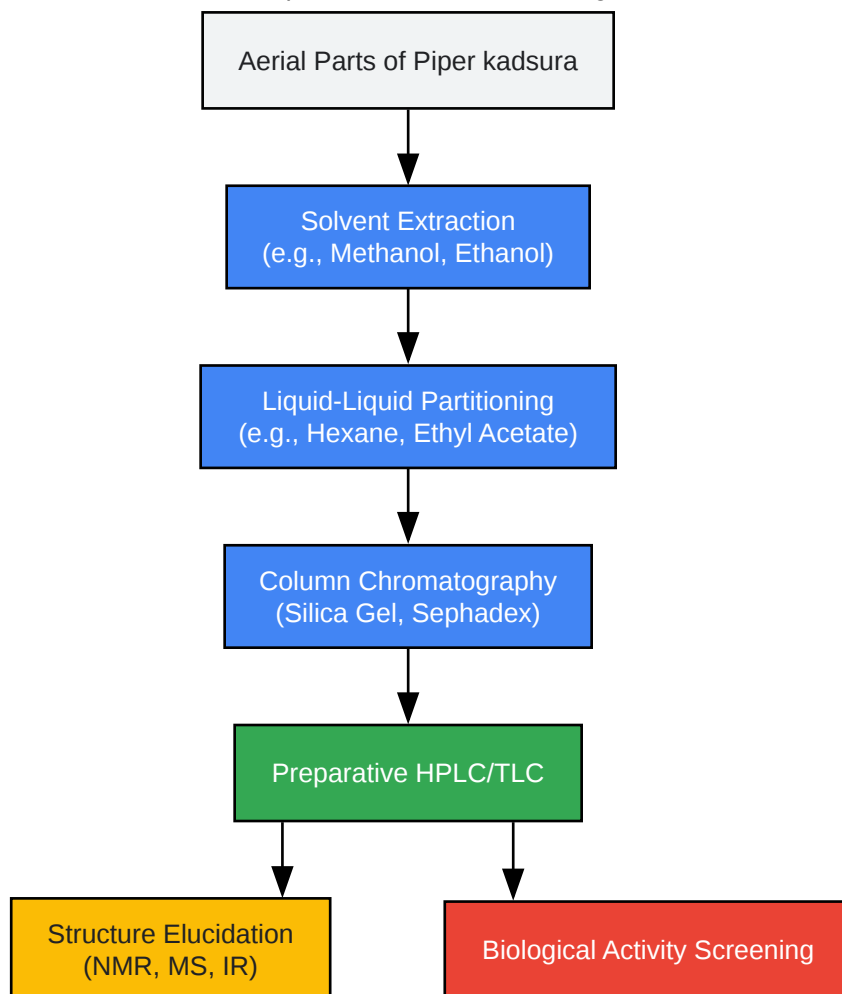 Aerial Parts of Piper kadsura
Solvent Extraction
(e.g., Methanol, Ethanol)
Liquid-Liquid Partitioning
(e.g., Hexane, Ethyl Acetate)
Column Chromatography
(Silica Gel, Sephadex)
Preparative HPLC/TLC
Structure Elucidation
(NMR, MS, IR)
Biological Activity Screening